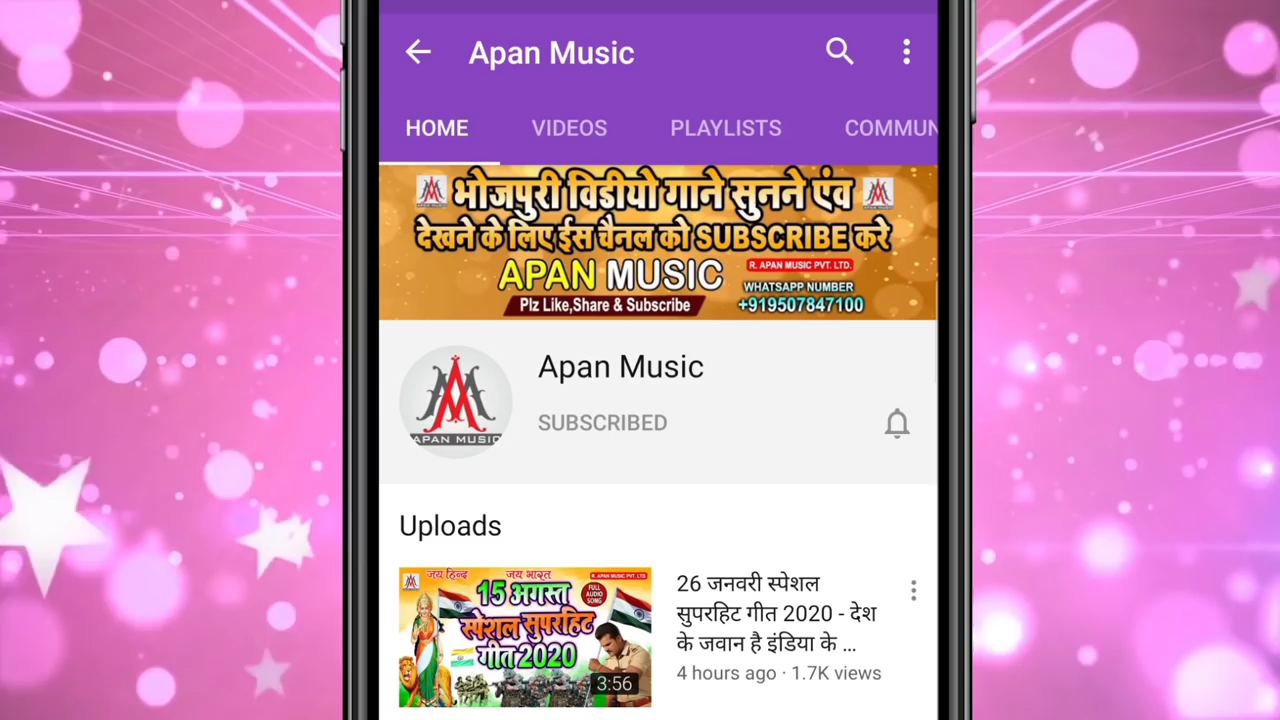 Apan Music
HOME VIDEOS PLAYLISTS COMMUN
भोजपुरी विडीयो गाने सुनने एंव
देखने के लिए ईस चैनल को SUBSCRIBE करे
APAN MUSIC
R. APAN MUSIC PVT. LTD.
WHATSAPP NUMBER
Plz Like,Share & Subscribe
+919507847100
Apan Music
SUBSCRIBED
APAN MUSIC
Uploads
जय हिन्द जय भारत
R. APAN MUSIC PVT. LTD
15 अगस्त
FULL AUDIO SONG
स्पेशल सुपरहिट
गीत 2020
3:56
26 जनवरी स्पेशल
सुपरहिट गीत 2020 - देश
के जवान है इंडिया के ...
4 hours ago · 1.7K views